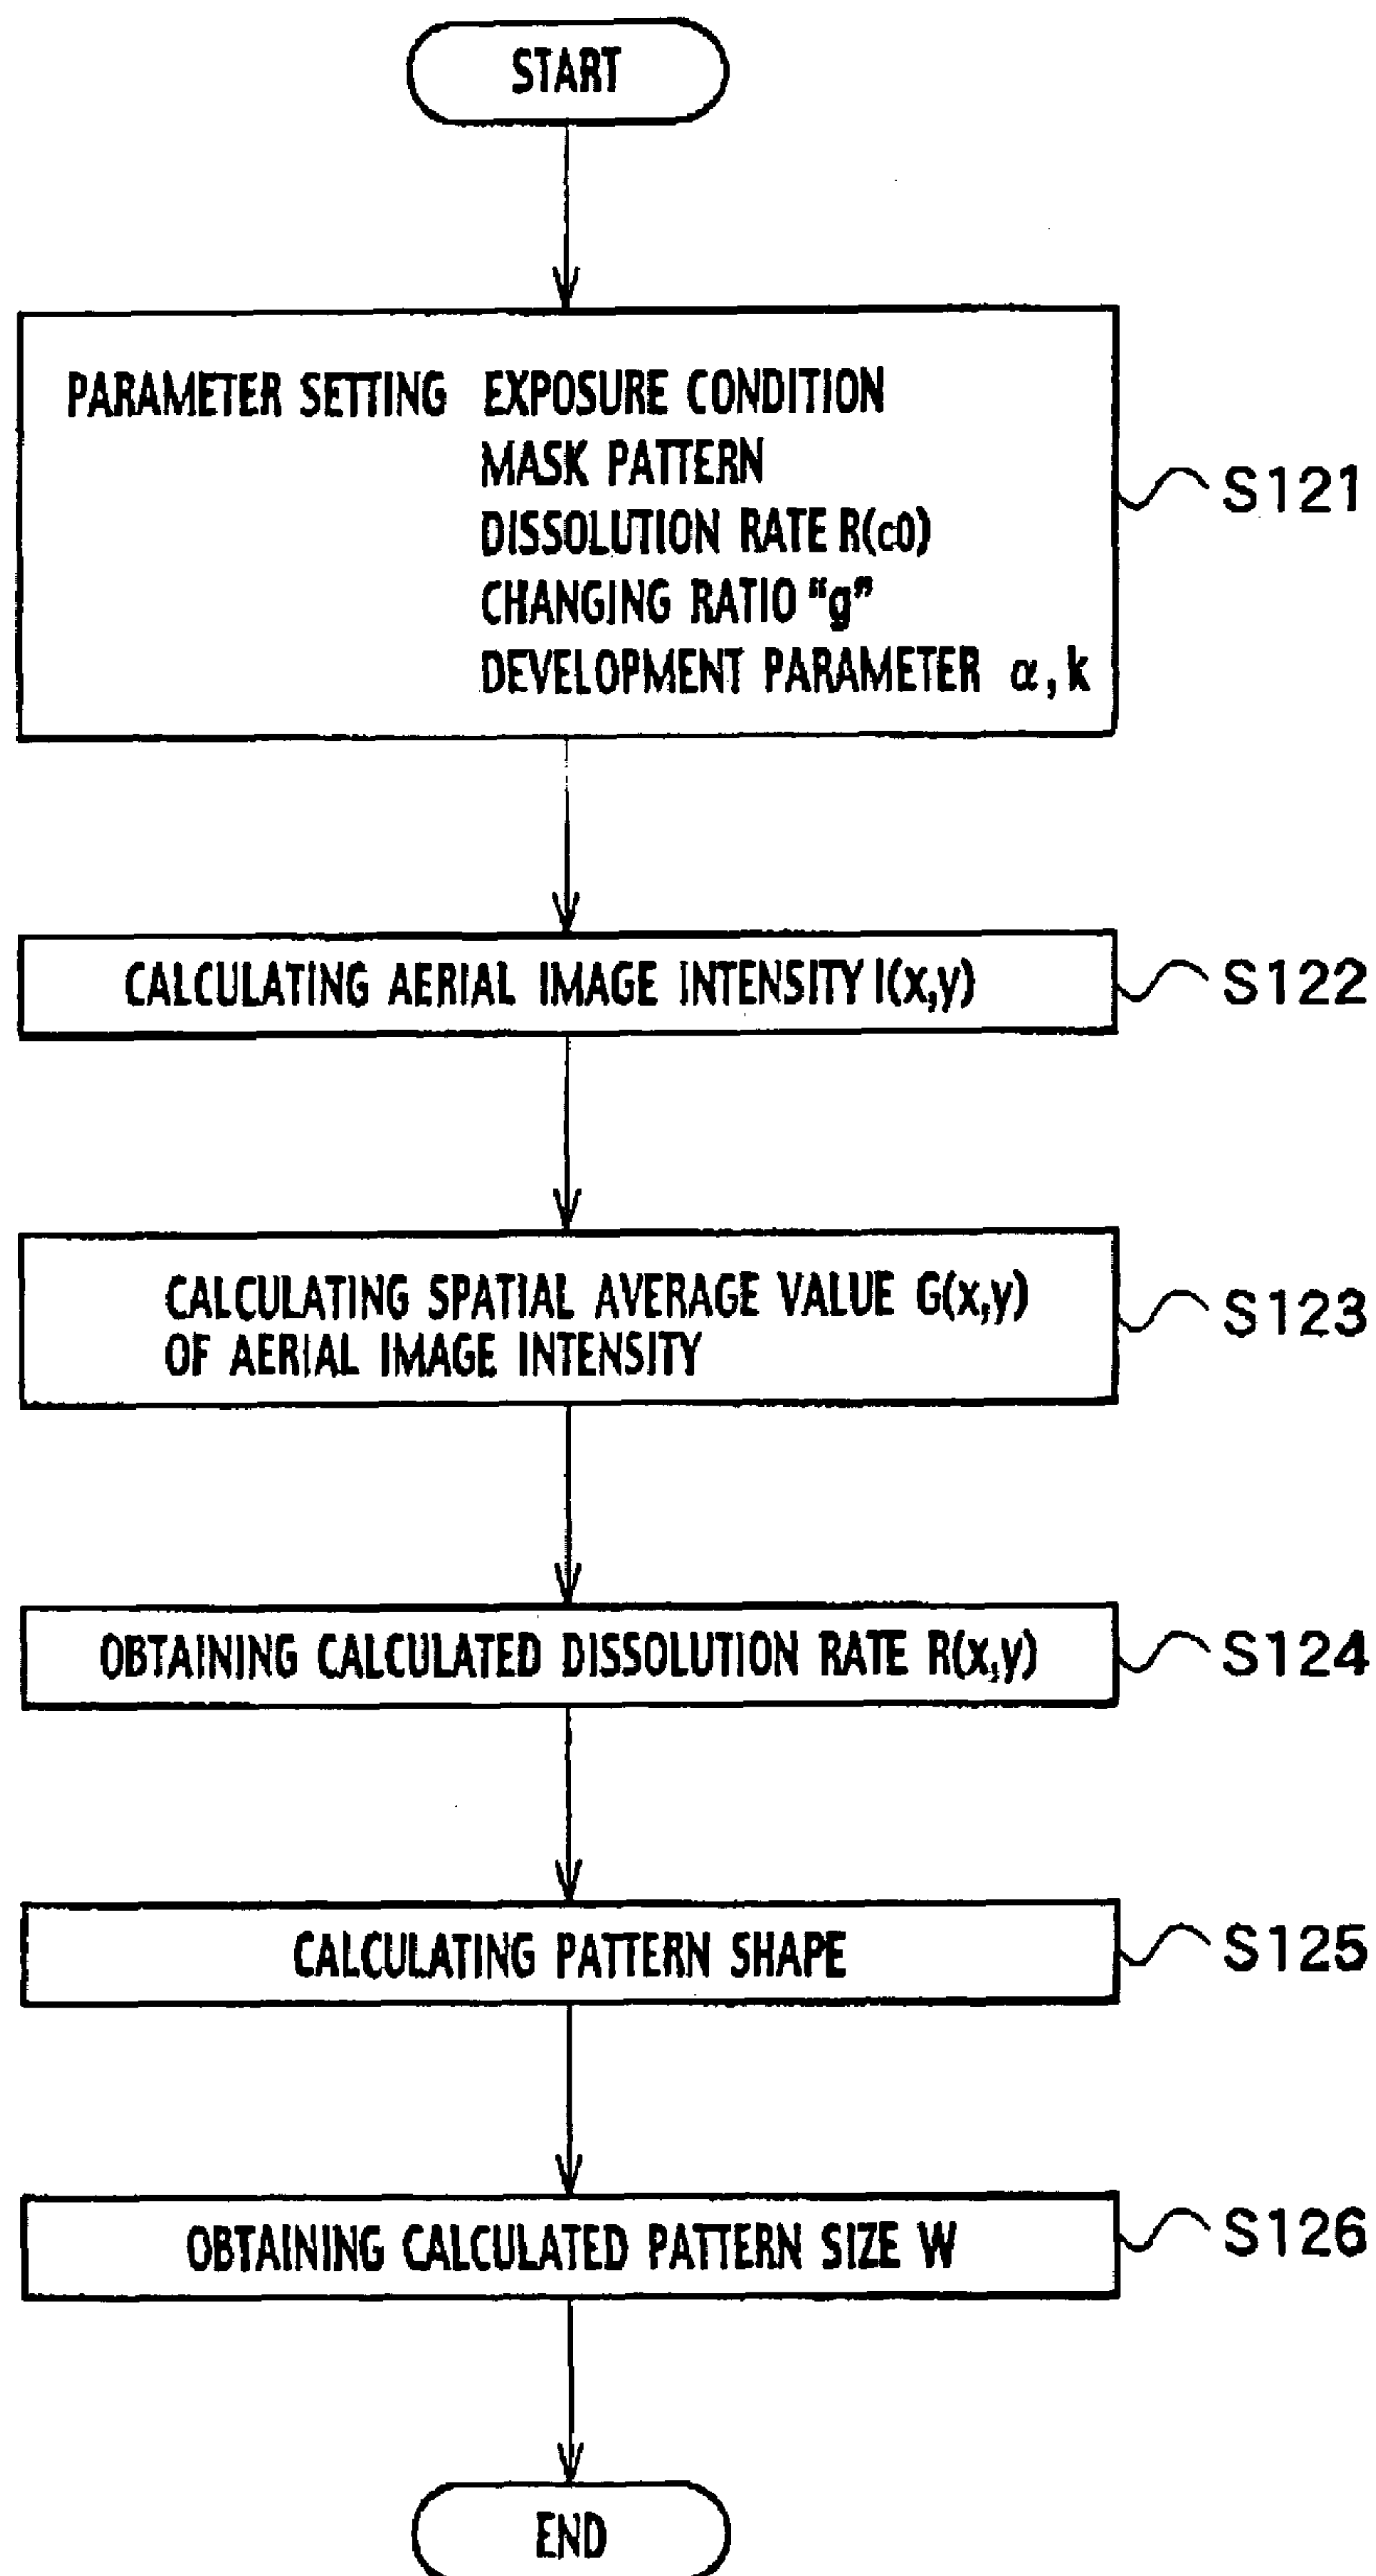 START
PARAMETER SETTING EXPOSURE CONDITION
MASK PATTERN
DISSOLUTION RATE R(c0)
CHANGING RATIO “g”
DEVELOPMENT PARAMETER α, k
S121
CALCULATING AERIAL IMAGE INTENSITY I(x,y)
S122
CALCULATING SPATIAL AVERAGE VALUE G(x,y)
OF AERIAL IMAGE INTENSITY
S123
OBTAINING CALCULATED DISSOLUTION RATE R(x,y)
S124
CALCULATING PATTERN SHAPE
S125
OBTAINING CALCULATED PATTERN SIZE W
S126
END